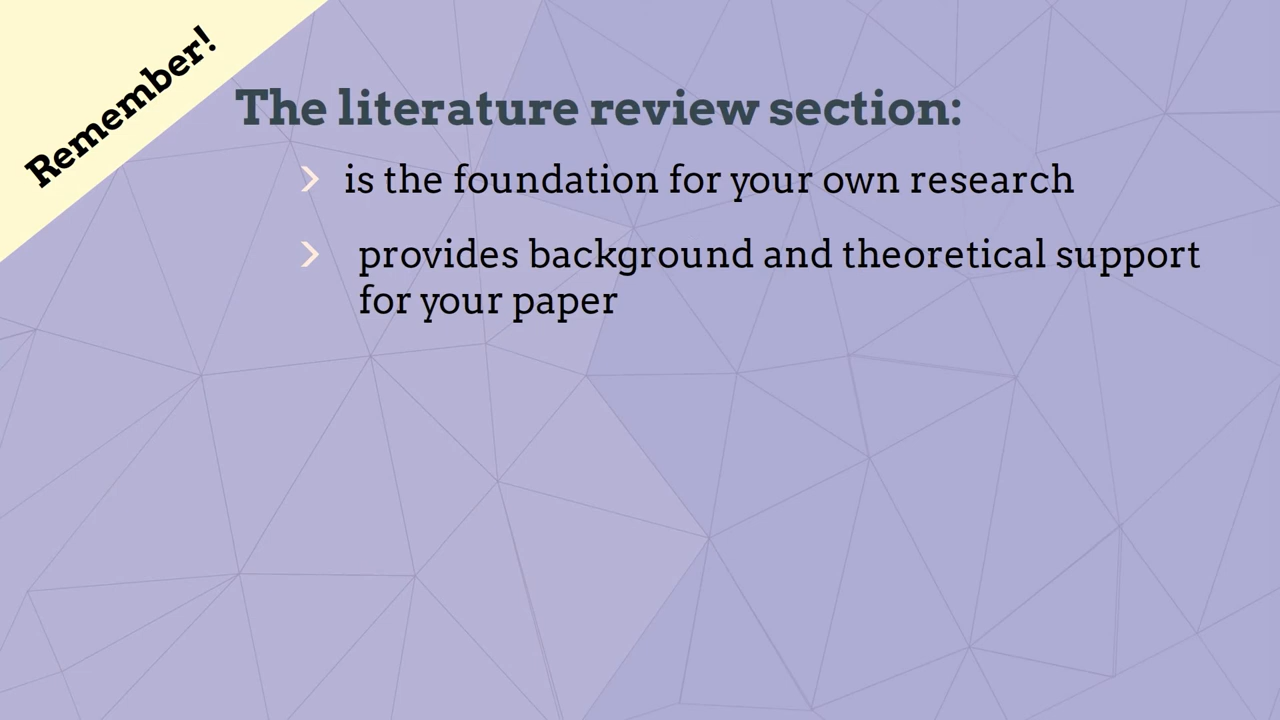 Remember!
The literature review section:
is the foundation for your own research
provides background and theoretical support
for your paper